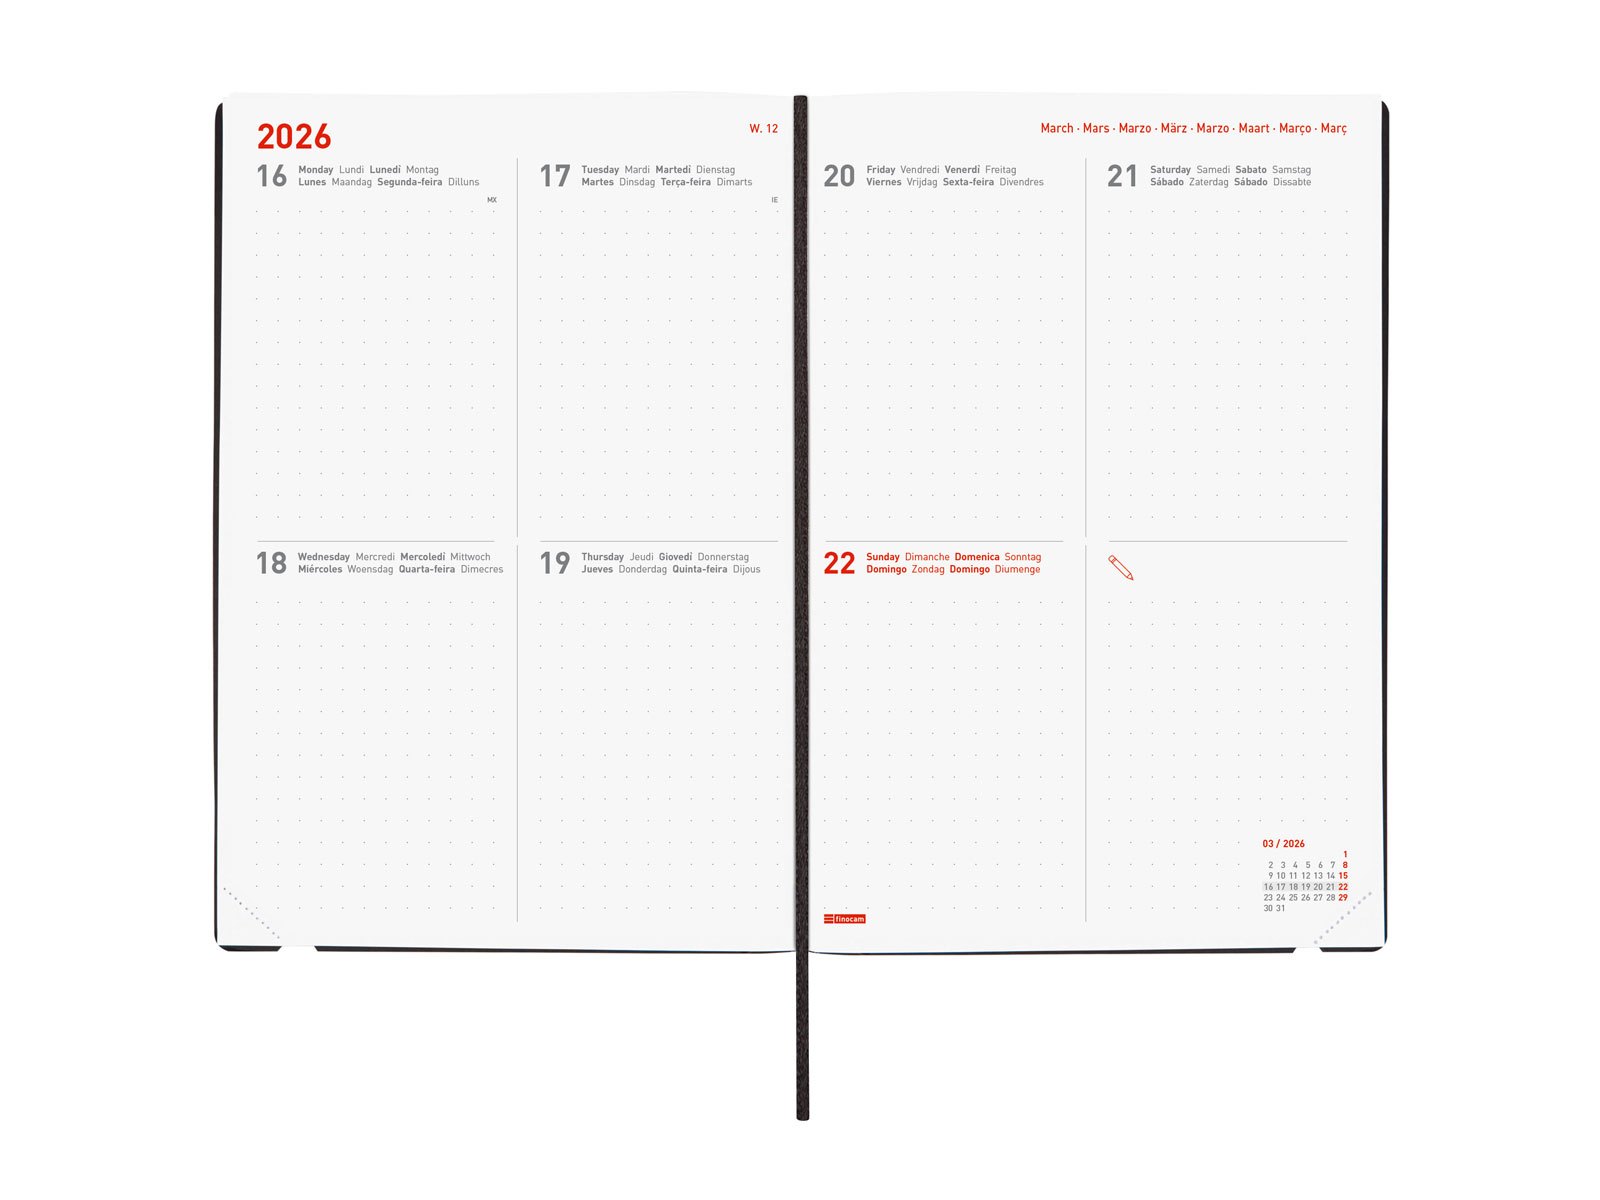 2026
W. 12
16 Monday Lundi Lunedì Montag
Lunes Maandag Segunda-feira Dilluns
MX
17 Tuesday Mardi Martedì Dienstag
Martes Dinsdag Terça-feira Dimarts
IE
18 Wednesday Mercredi Mercoledì Mittwoch
Miércoles Woensdag Quarta-feira Dimecres
19 Thursday Jeudi Giovedì Donnerstag
Jueves Donderdag Quinta-feira Dijous
March · Mars · Marzo · März · Marzo · Maart · Março · Març
20 Friday Vendredi Venerdì Freitag
Viernes Vrijdag Sexta-feira Divendres
21 Saturday Samedi Sabato Samstag
Sábado Zaterdag Sábado Dissabte
22 Sunday Dimanche Domenica Sonntag
Domingo Zondag Domingo Diumenge
03 / 2026
1
2 3 4 5 6 7 8
9 10 11 12 13 14 15
16 17 18 19 20 21 22
23 24 25 26 27 28 29
30 31
finocam